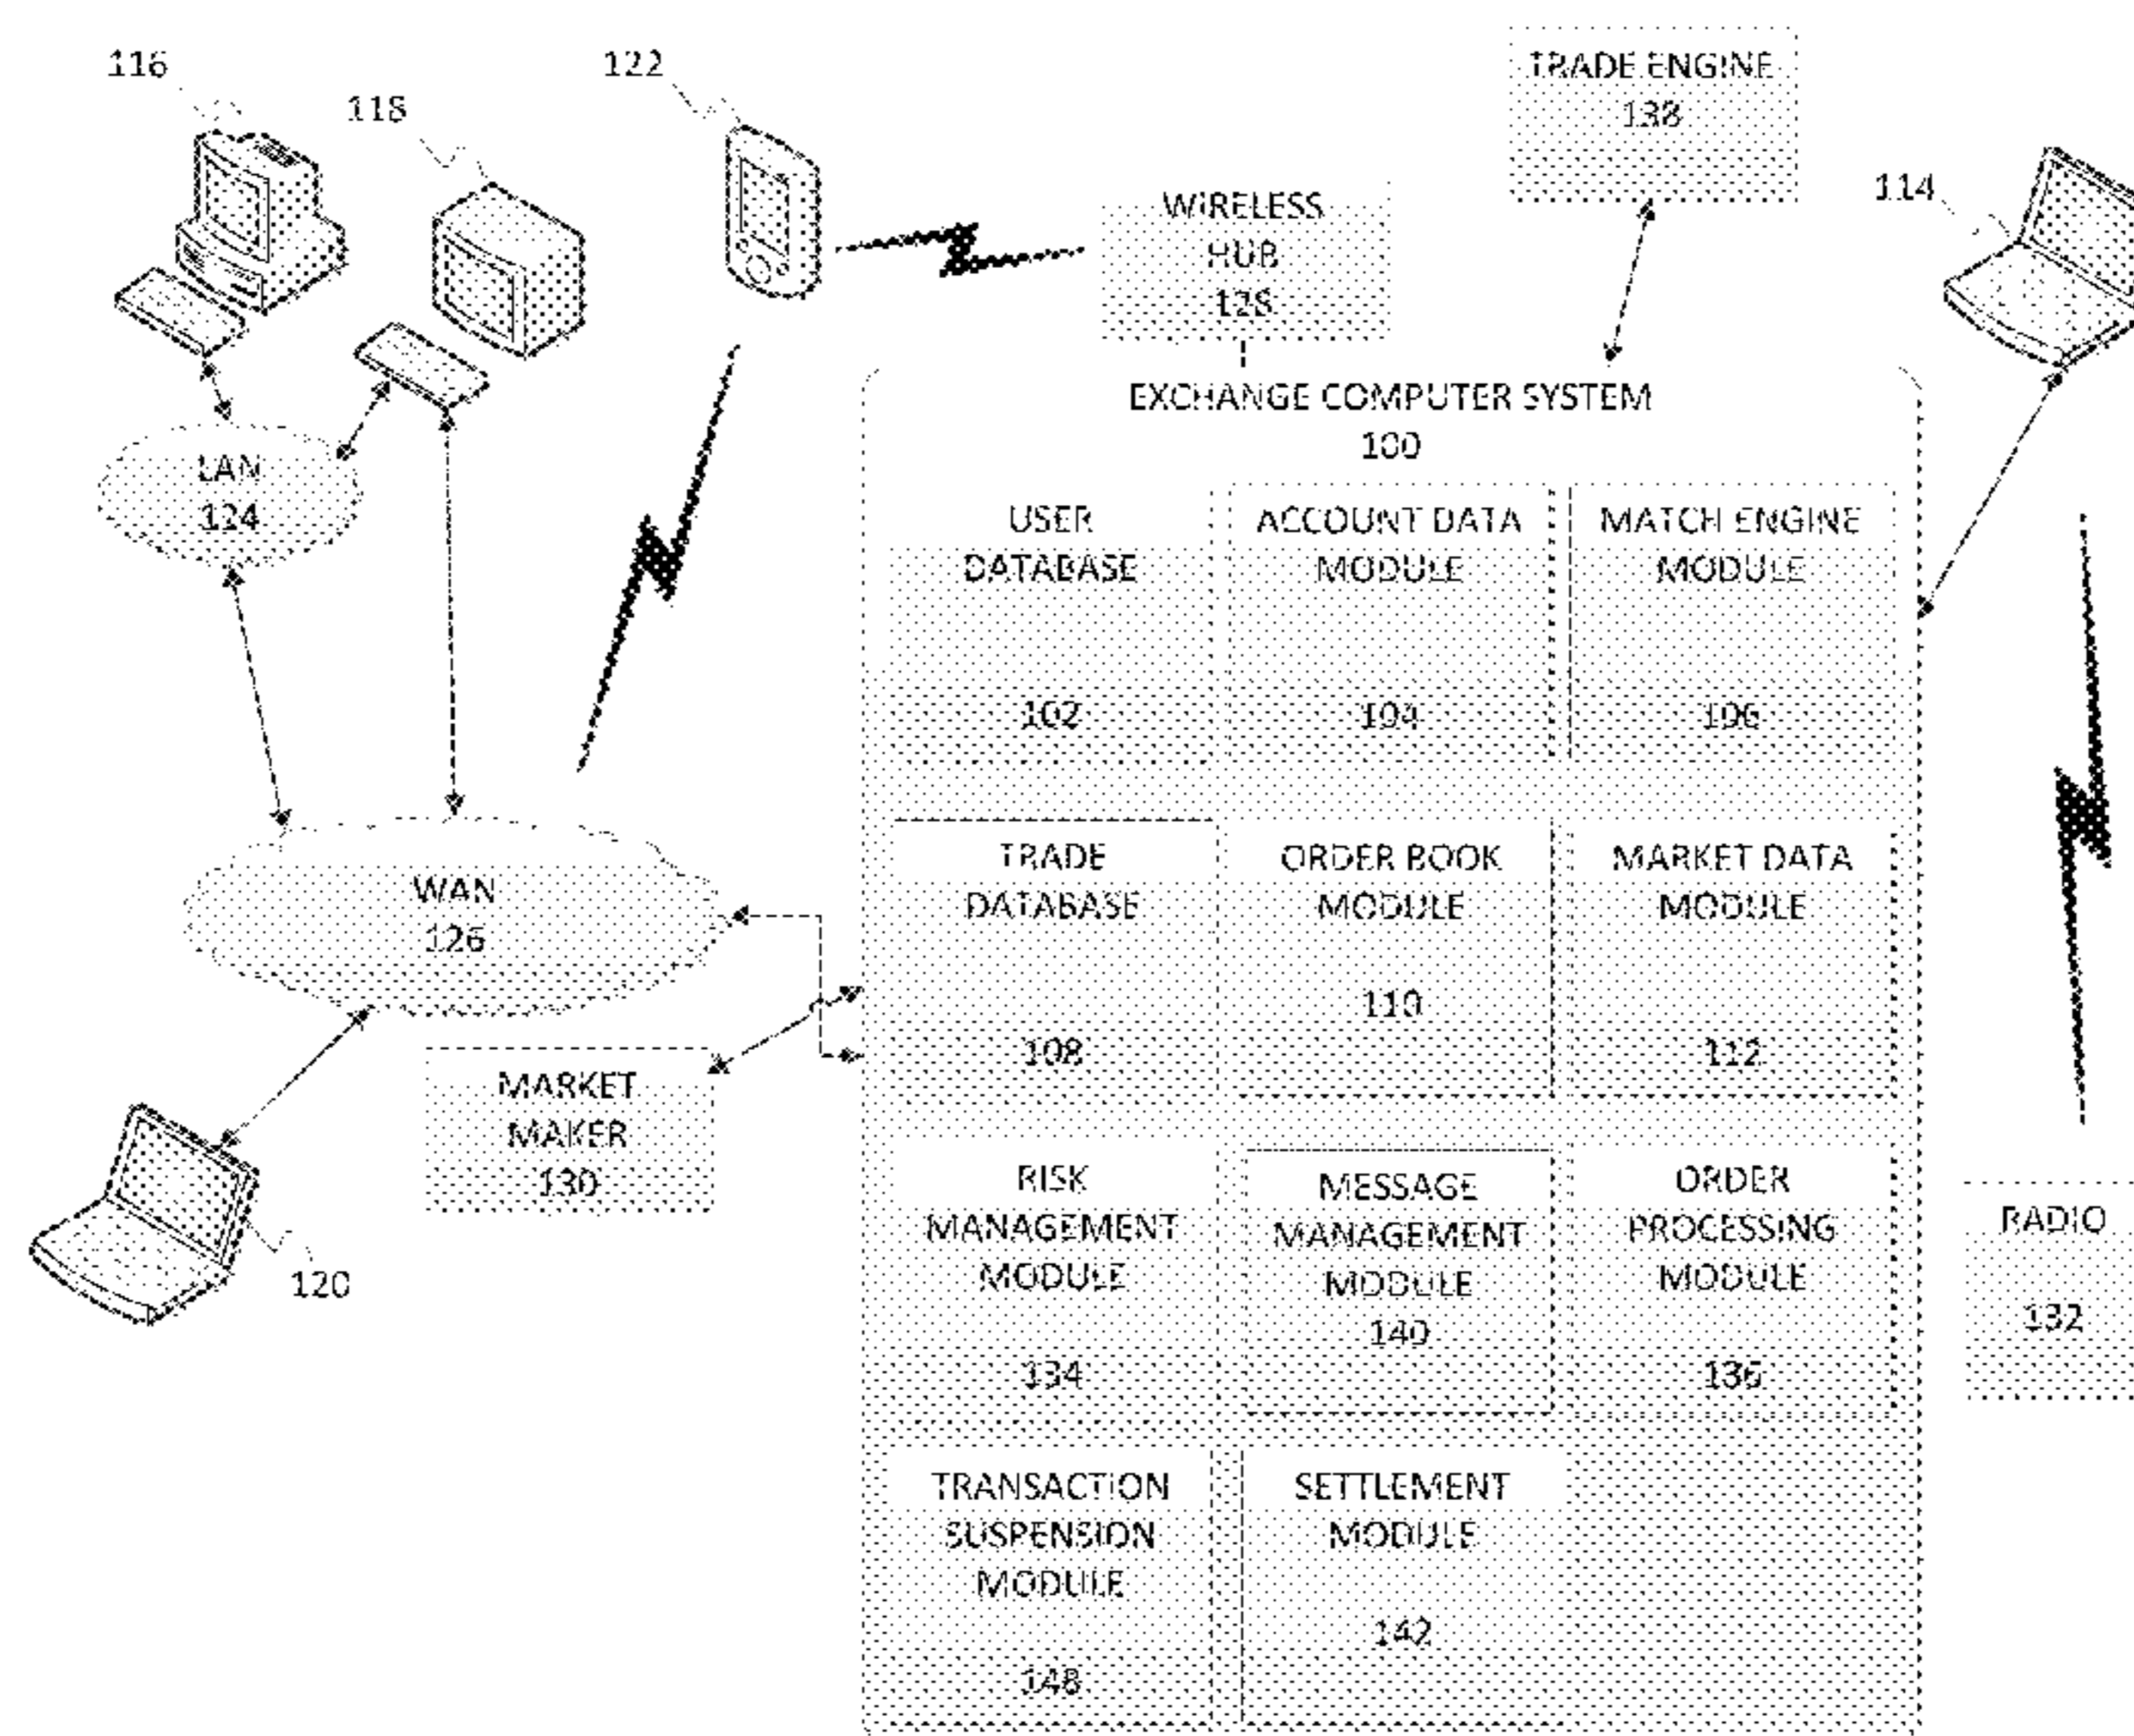 116
118
122
TRADE ENGINE
138
114
WIRELESS
HUB
128
EXCHANGE COMPUTER SYSTEM
100
LAN
124
USER
DATABASE
102
ACCOUNT DATA
MODULE
104
MATCH ENGINE
MODULE
106
WAN
126
TRADE
DATABASE
108
ORDER BOOK
MODULE
110
MARKET DATA
MODULE
112
MARKET
MAKER
130
120
RISK
MANAGEMENT
MODULE
134
MESSAGE
MANAGEMENT
MODULE
140
ORDER
PROCESSING
MODULE
136
RADIO
132
TRANSACTION
SUSPENSION
MODULE
148
SETTLEMENT
MODULE
142